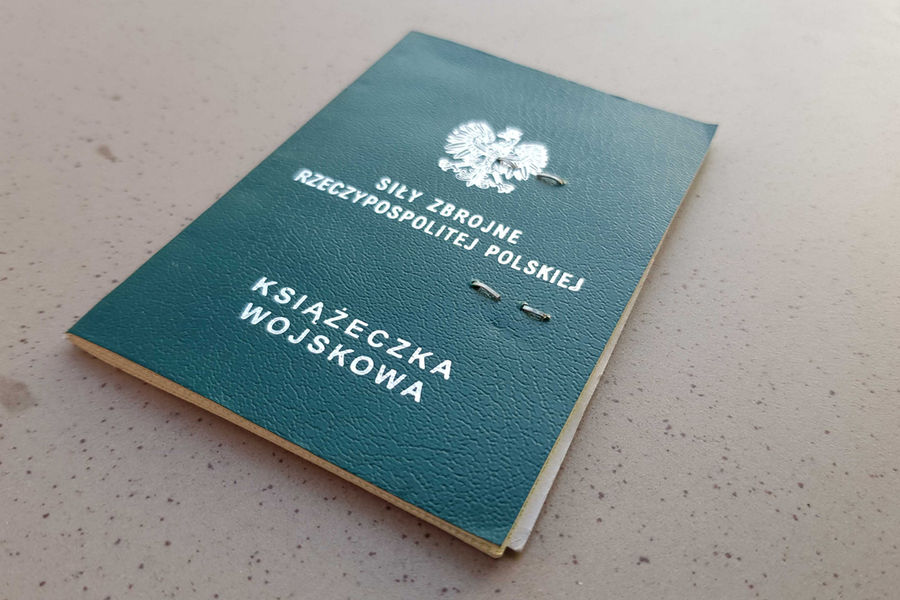 SIŁY ZBROJNE
RZECZYPOSPOLITEJ POLSKIEJ
KSIĄŻECZKA
WOJSKOWA